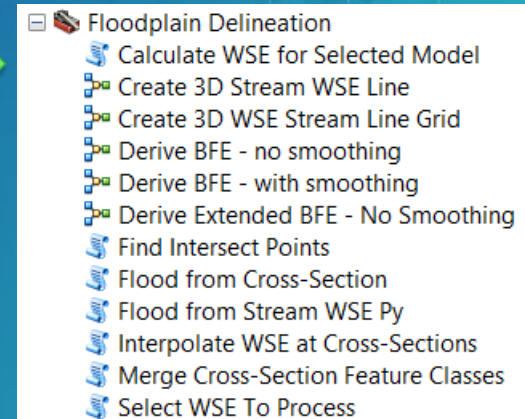 Floodplain Delineation
Calculate WSE for Selected Model
Create 3D Stream WSE Line
Create 3D WSE Stream Line Grid
Derive BFE - no smoothing
Derive BFE - with smoothing
Derive Extended BFE - No Smoothing
Find Intersect Points
Flood from Cross-Section
Flood from Stream WSE Py
Interpolate WSE at Cross-Sections
Merge Cross-Section Feature Classes
Select WSE To Process